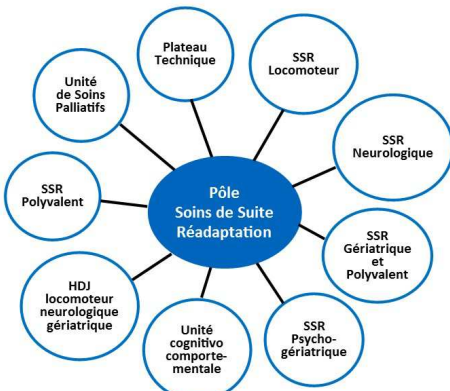 Plateau
Technique
SSR
Locomoteur
Unité
de Soins
Palliatifs
SSR
Neurologique
SSR
Polyvalent
Pôle
Soins de Suite
Réadaptation
SSR
Gériatrique
et
Polyvalent
HDJ
locomoteur
neurologique
gériatrique
Unité
cognitivo
comporte-
mentale
SSR
Psycho-
gériatrique